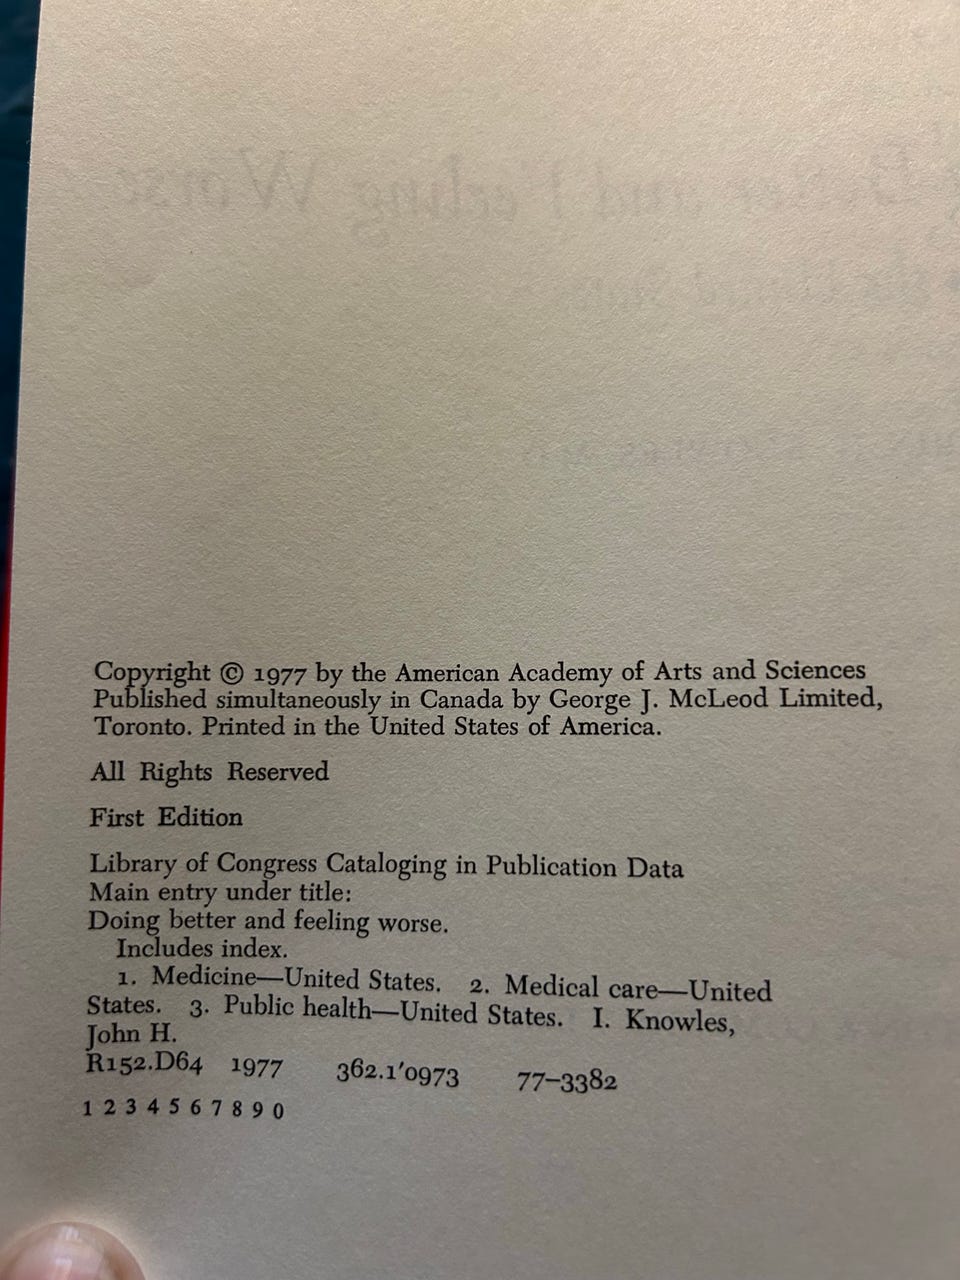 Copyright © 1977 by the American Academy of Arts and Sciences
Published simultaneously in Canada by George J. McLeod Limited,
Toronto. Printed in the United States of America.
All Rights Reserved
First Edition
Library of Congress Cataloging in Publication Data
Main entry under title:
Doing better and feeling worse.
Includes index.
1. Medicine—United States. 2. Medical care—United
States. 3. Public health—United States. I. Knowles,
John H.
R152.D64 1977 362.1'0973 77–3382
1 2 3 4 5 6 7 8 9 0